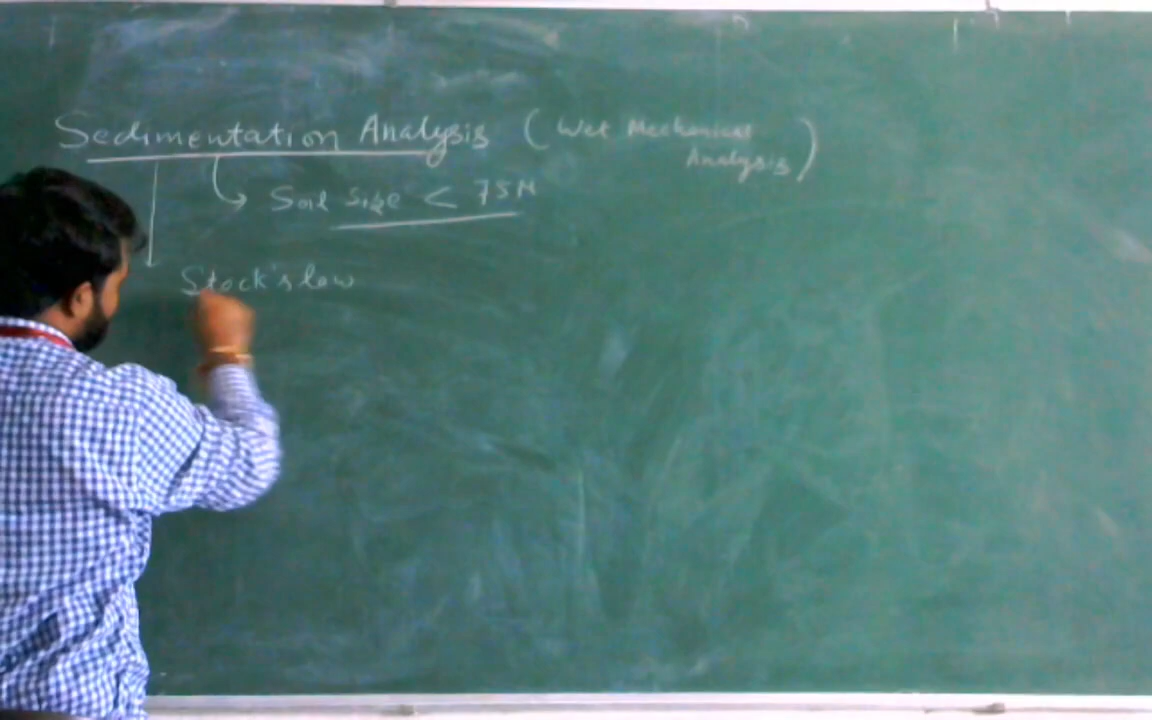 Sedimentation Analysis (Wet Mechanical
Analysis)
Soil Size < 75μ
Stock's law